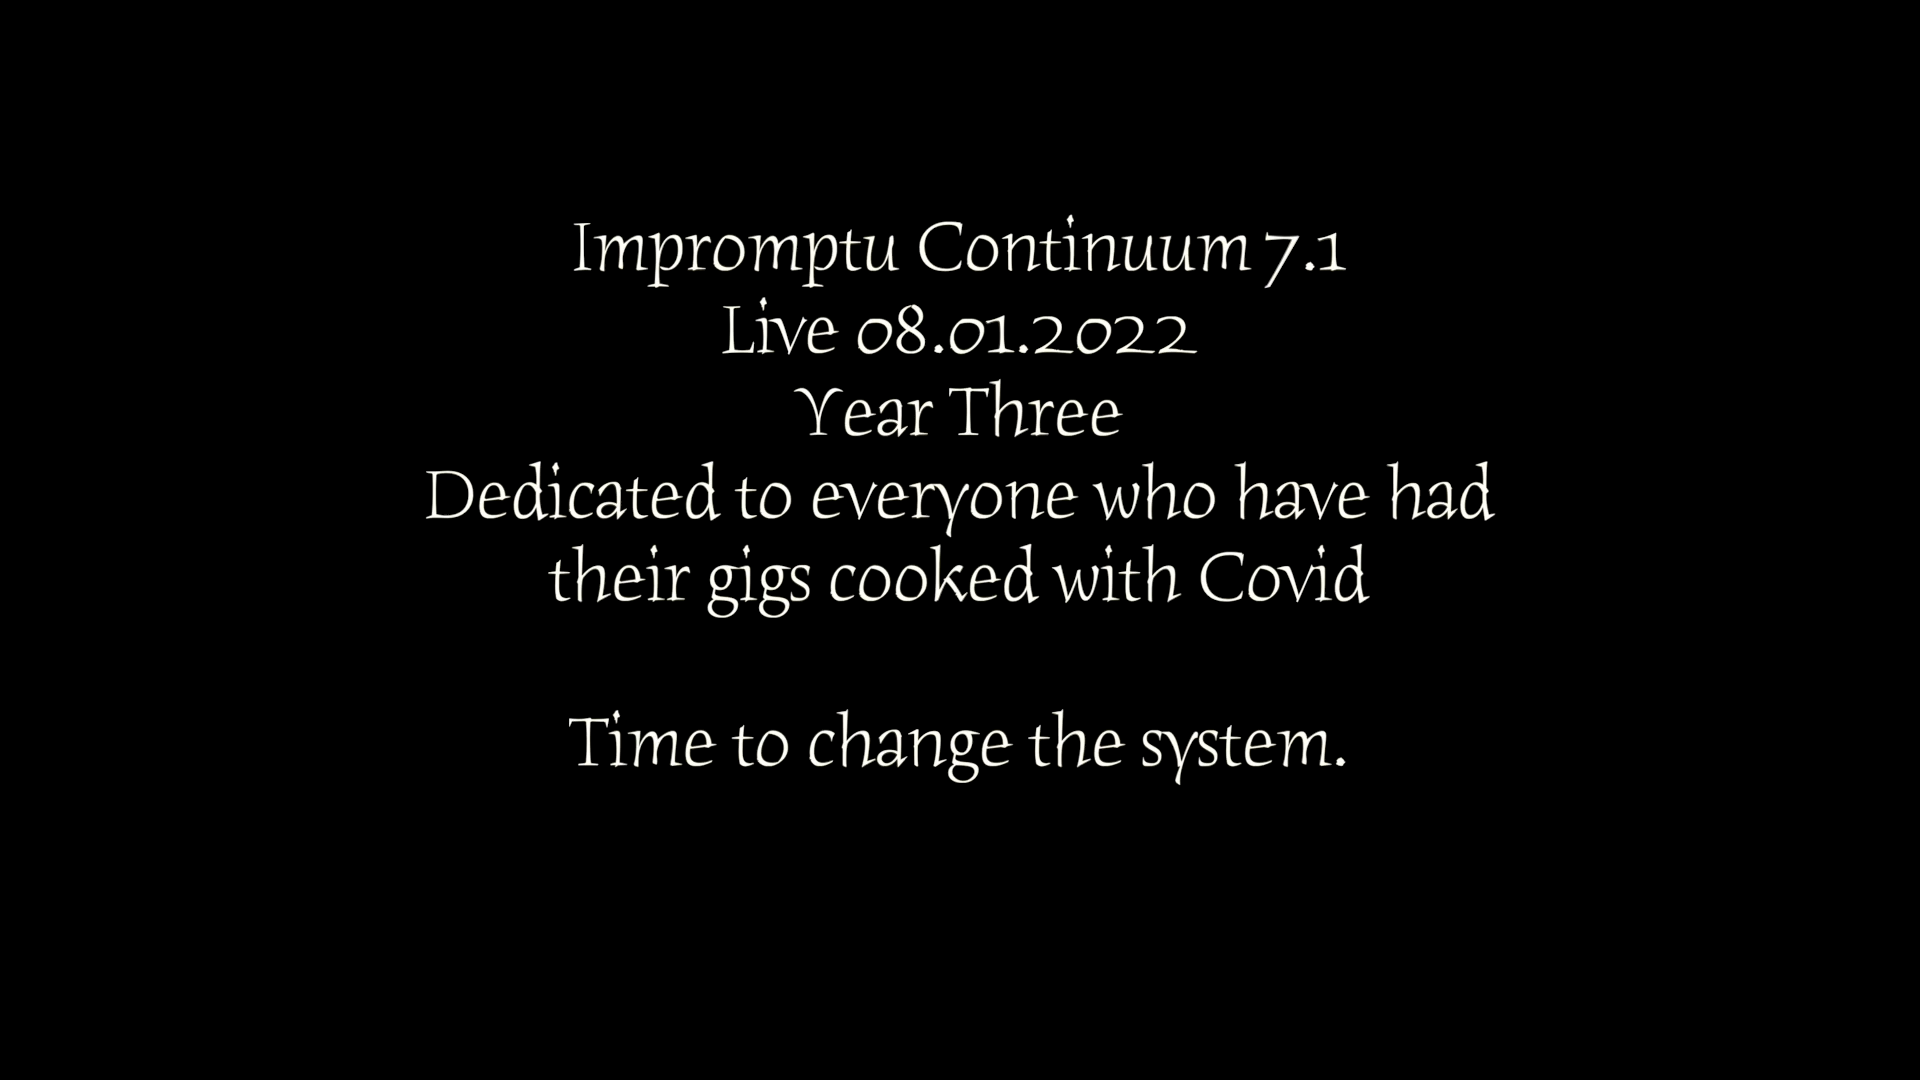 Impromptu Continuum 7.1
Live 08.01.2022
Year Three
Dedicated to everyone who have had
their gigs cooked with Covid
Time to change the system.